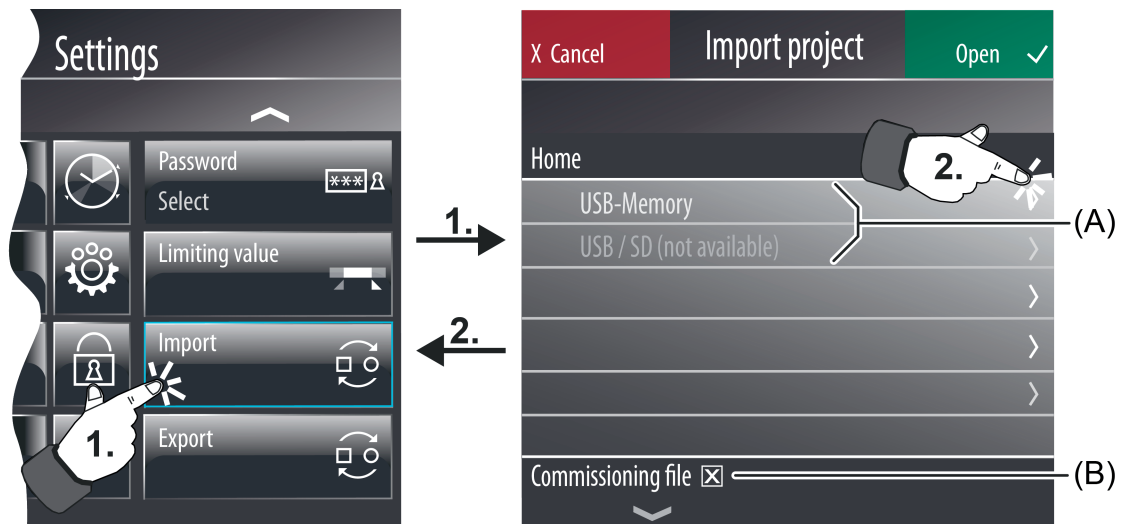 Settings
Password
***
Select
Limiting value
Import
Export
1.
1.
2.
X Cancel
Import project
Open
Home
2.
USB-Memory
USB / SD (not available)
(A)
Commissioning file
(B)